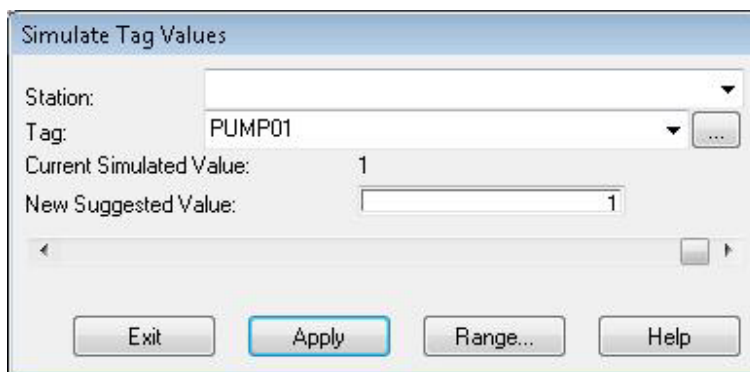 Simulate Tag Values
Station:
Tag: PUMP01 ...
Current Simulated Value: 1
New Suggested Value: 1
Exit Apply Range... Help